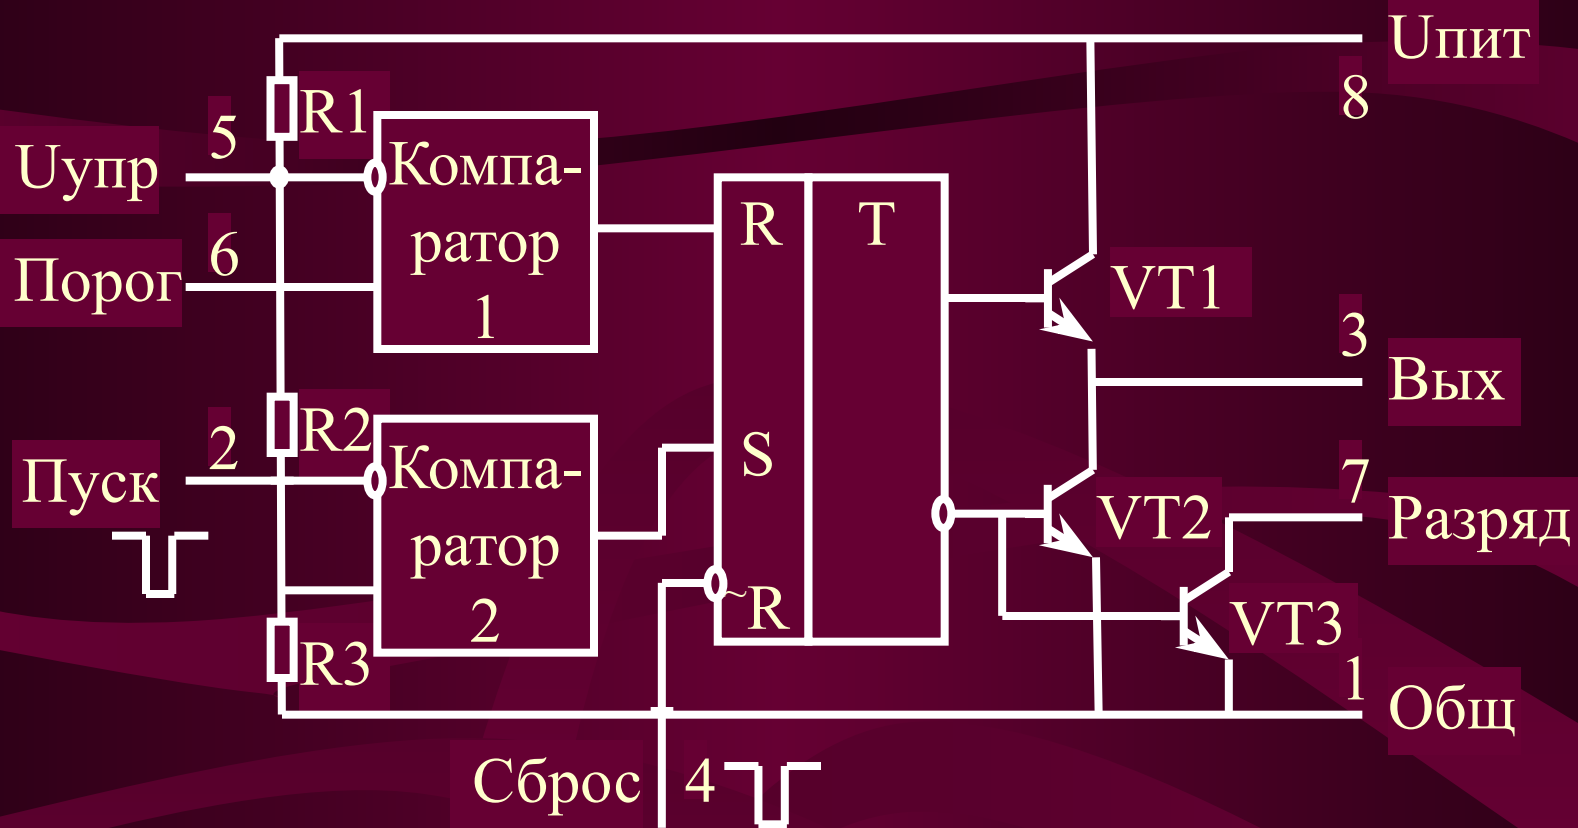 Uпит
8
R1
5
Uупр
Компа-
ратор
1
R
T
6
Порог
VT1
3
Вых
R2
2
Пуск
Компа-
ратор
2
S
7
VT2
Разряд
~R
VT3
R3
1
Общ
Сброс
4